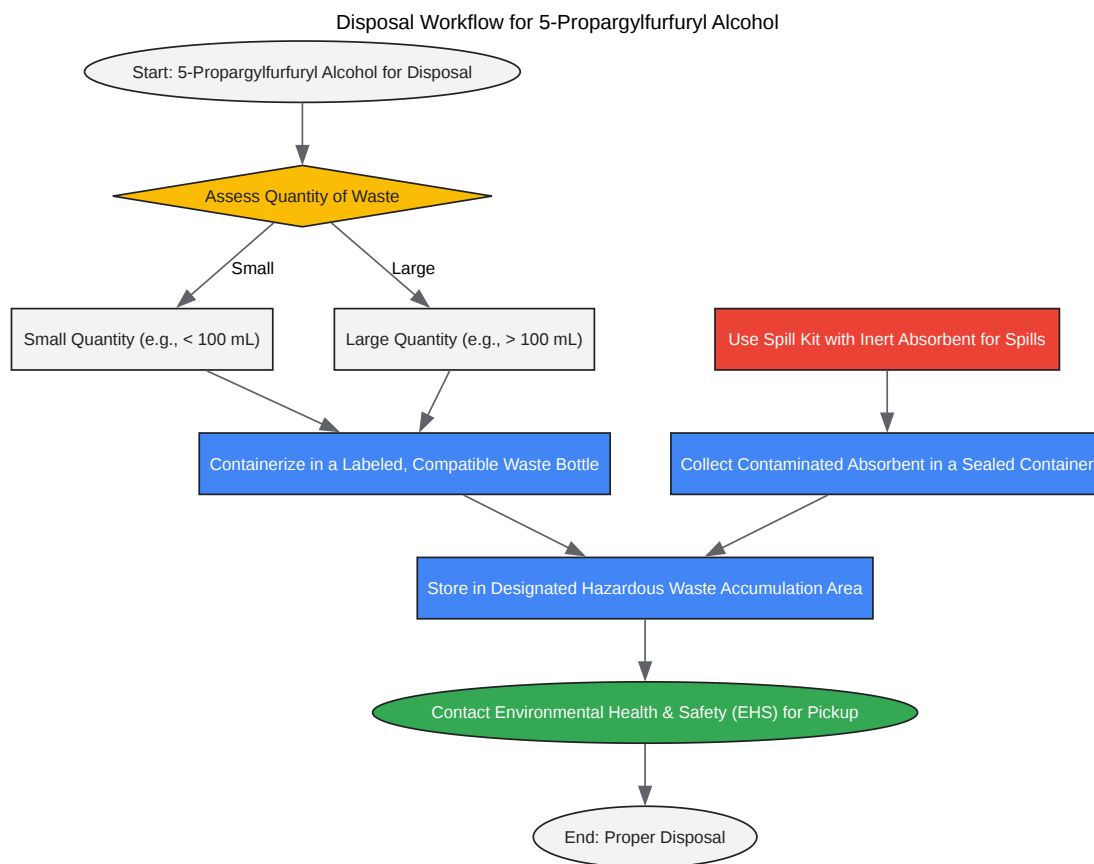 Disposal Workflow for 5-Propargylfurfuryl Alcohol
Start: 5-Propargylfurfuryl Alcohol for Disposal
Assess Quantity of Waste
Small
Large
Small Quantity (e.g., < 100 mL)
Large Quantity (e.g., > 100 mL)
Use Spill Kit with Inert Absorbent for Spills
Containerize in a Labeled, Compatible Waste Bottle
Collect Contaminated Absorbent in a Sealed Container
Store in Designated Hazardous Waste Accumulation Area
Contact Environmental Health & Safety (EHS) for Pickup
End: Proper Disposal